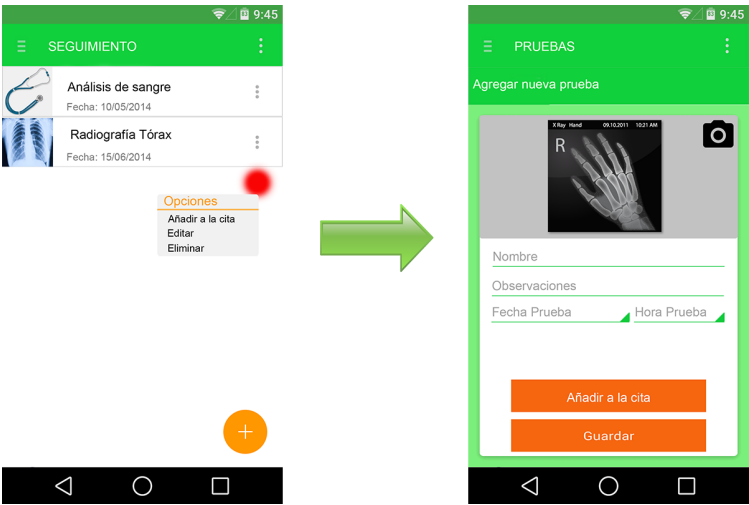 9:45
SEGUIMIENTO
Análisis de sangre
Fecha: 10/05/2014
Radiografía Tórax
Fecha: 15/06/2014
Opciones
Añadir a la cita
Editar
Eliminar
9:45
PRUEBAS
Agregar nueva prueba
X Ray Hand 09.10.2011 10:21 AM
R
Nombre
Observaciones
Fecha Prueba Hora Prueba
Añadir a la cita
Guardar